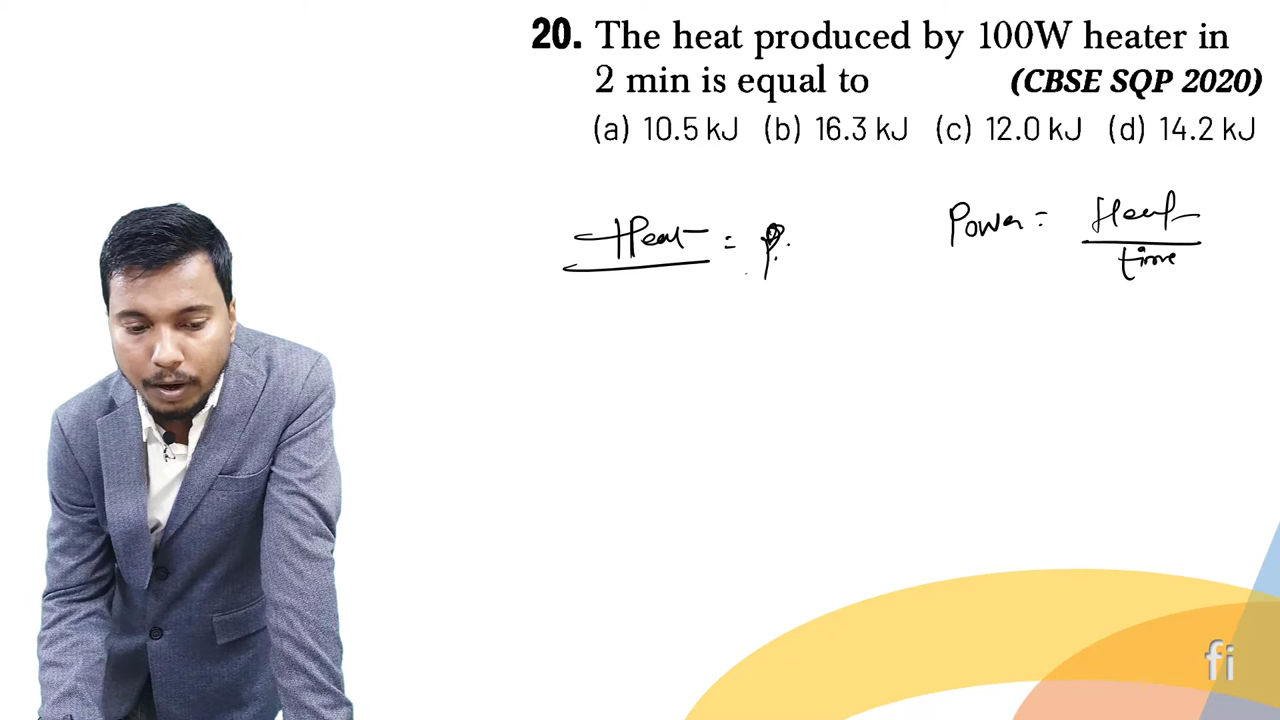 20. The heat produced by 100W heater in
2 min is equal to (CBSE SQP 2020)
(a) 10.5 kJ (b) 16.3 kJ (c) 12.0 kJ (d) 14.2 kJ
Heat = P.
Power = Heat
time
fi